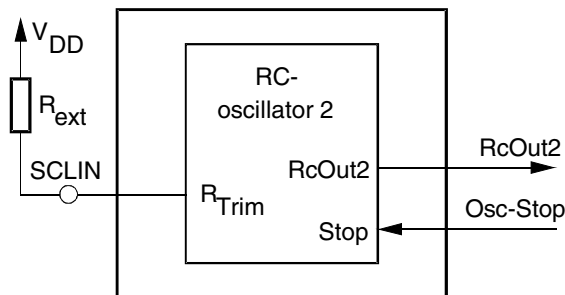 VDD
Rext
SCLIN
RC-
oscillator 2
RcOut2
RTrim
Stop
RcOut2
Osc-Stop